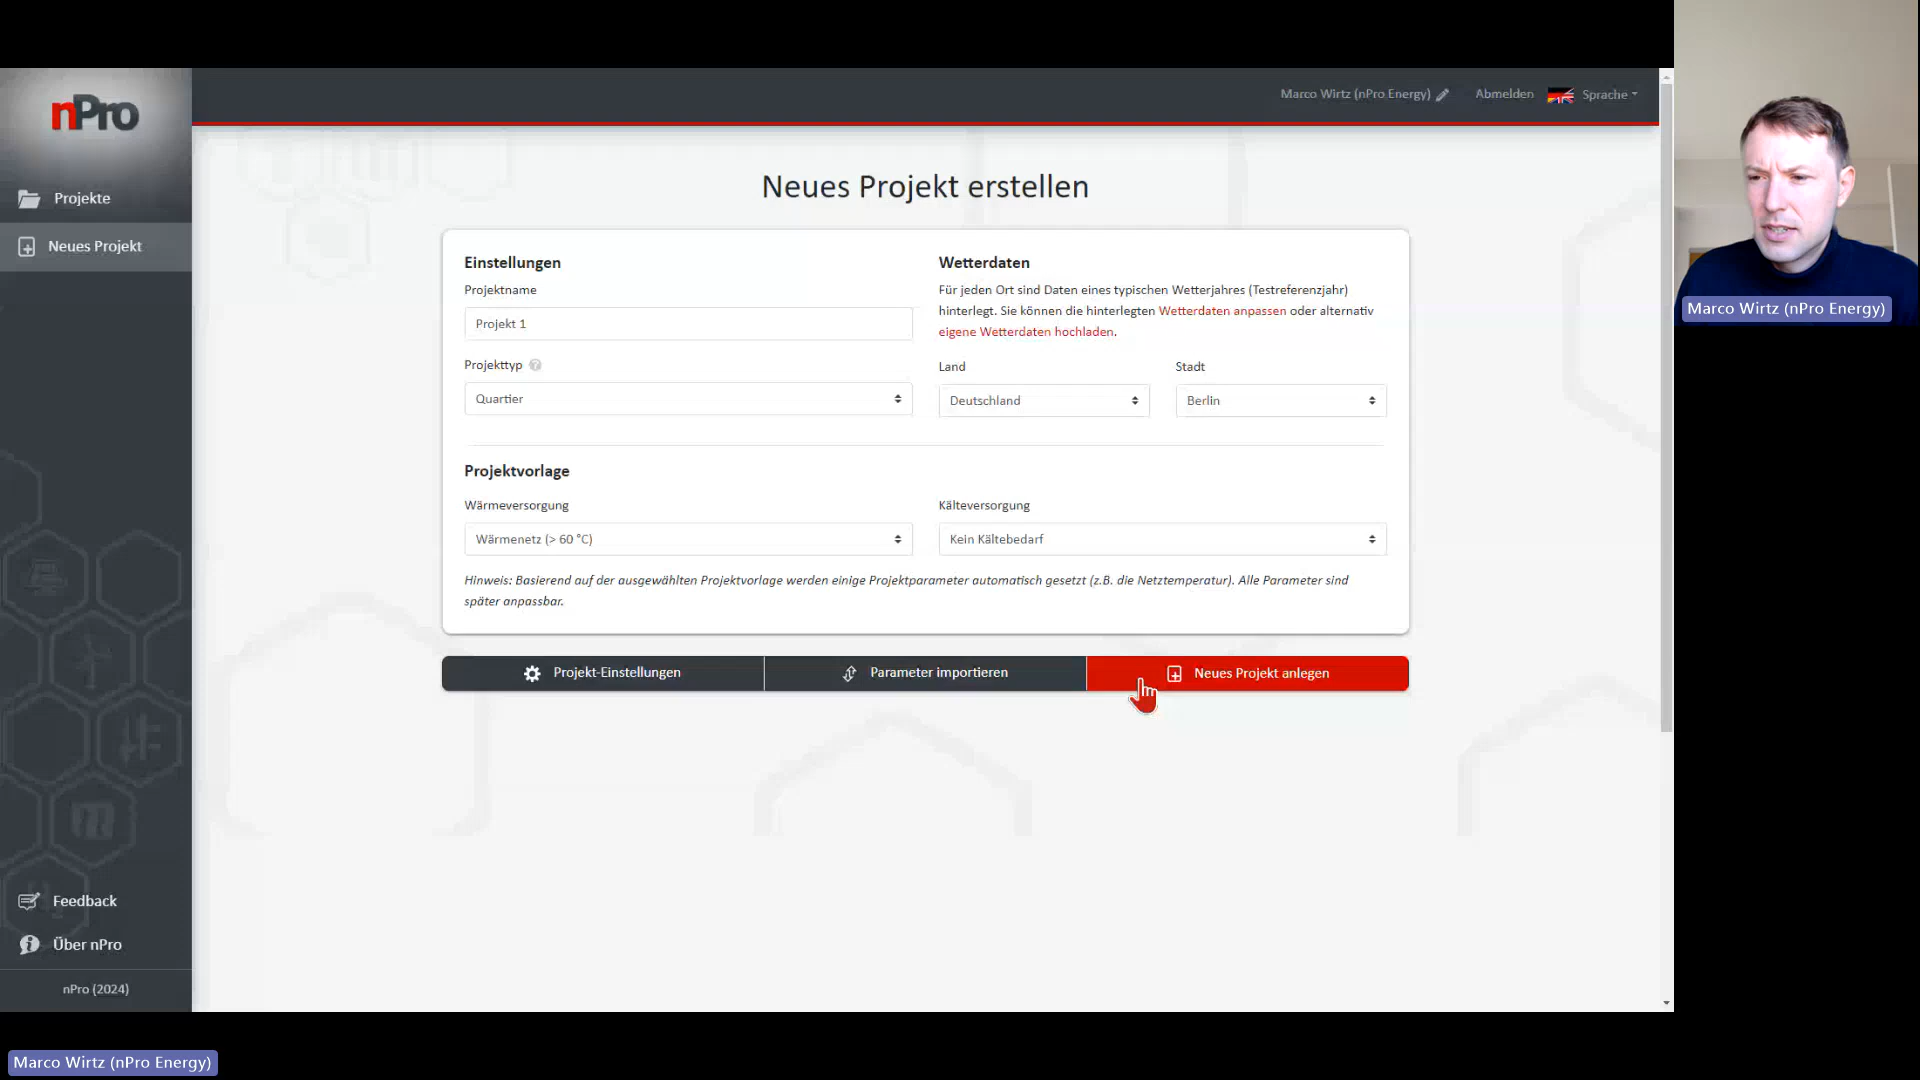 nPro
Marco Wirtz (nPro Energy)
Abmelden
Sprache
Projekte
Neues Projekt
Neues Projekt erstellen
Einstellungen
Projektname
Projekt 1
Projekttyp
Quartier
Wetterdaten
Für jeden Ort sind Daten eines typischen Wetterjahres (Testreferenzjahr)
hinterlegt. Sie können die hinterlegten Wetterdaten anpassen oder alternativ
eigene Wetterdaten hochladen.
Land
Stadt
Deutschland
Berlin
Projektvorlage
Wärmeversorgung
Kälteversorgung
Wärmenetz (> 60 °C)
Kein Kältebedarf
Hinweis: Basierend auf der ausgewählten Projektvorlage werden einige Projektparameter automatisch gesetzt (z.B. die Netztemperatur). Alle Parameter sind
später anpassbar.
Projekt-Einstellungen
Parameter importieren
Neues Projekt anlegen
Feedback
Über nPro
nPro (2024)
Marco Wirtz (nPro Energy)
Marco Wirtz (nPro Energy)